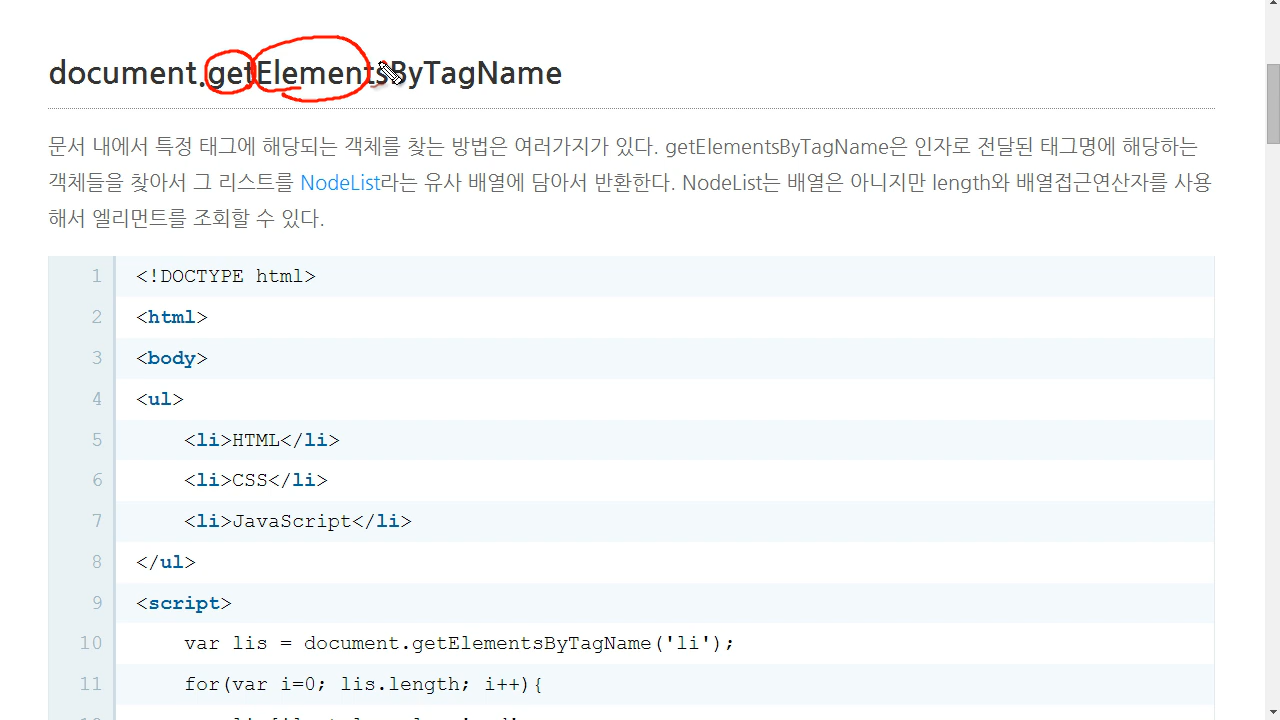 document.getElementsByTagName
문서 내에서 특정 태그에 해당되는 객체를 찾는 방법은 여러가지가 있다. getElementsByTagName은 인자로 전달된 태그명에 해당하는
객체들을 찾아서 그 리스트를 NodeList라는 유사 배열에 담아서 반환한다. NodeList는 배열은 아니지만 length와 배열접근연산자를 사용
해서 엘리먼트를 조회할 수 있다.
1 <!DOCTYPE html>
2 <html>
3 <body>
4 <ul>
5 <li>HTML</li>
6 <li>CSS</li>
7 <li>JavaScript</li>
8 </ul>
9 <script>
10 var lis = document.getElementsByTagName('li');
11 for(var i=0; lis.length; i++){